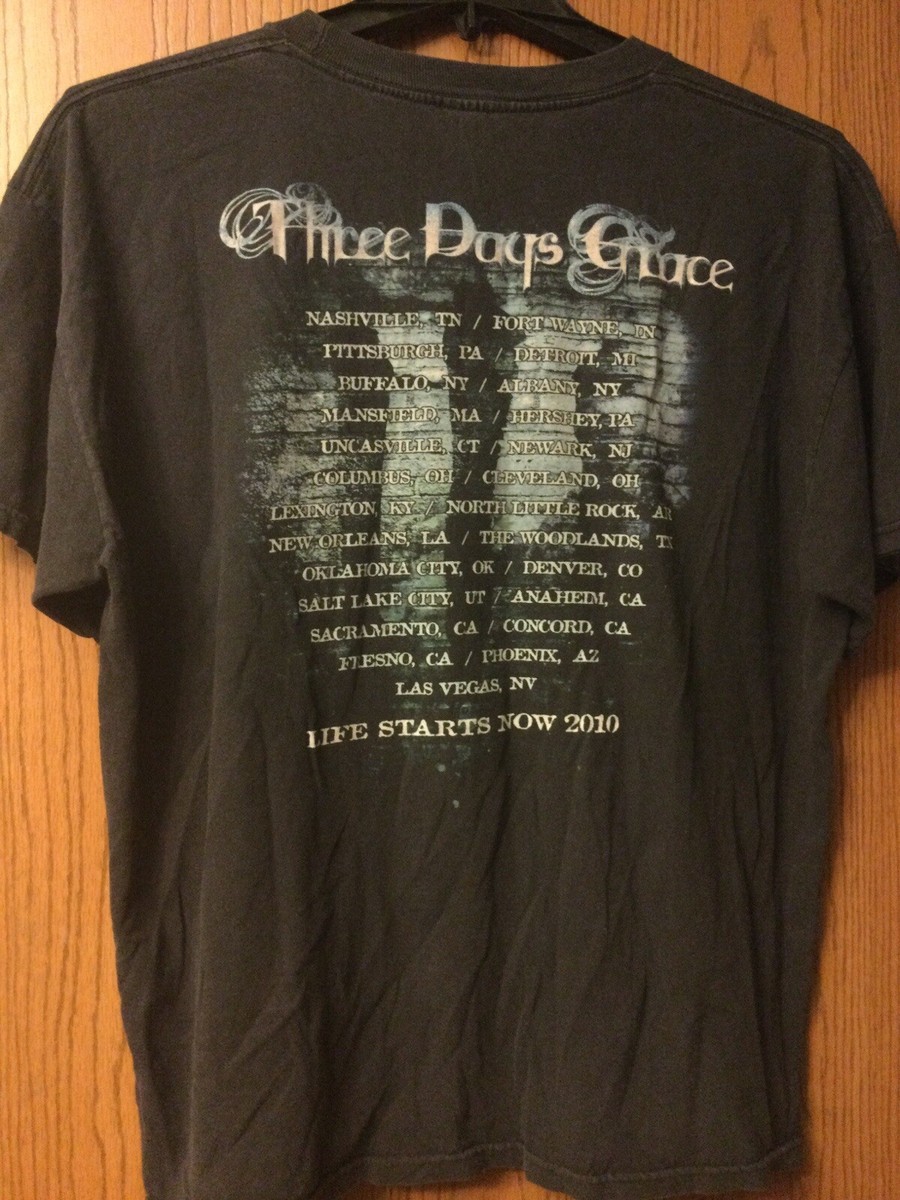 Three Days Grace
NASHVILLE, TN / FORT WAYNE, IN
PITTSBURGH, PA / DETROIT, MI
BUFFALO, NY / ALBANY, NY
MANSFIELD, MA / HERSHEY, PA
UNCASVILLE, CT / NEWARK, NJ
COLUMBUS, OH / CLEVELAND, OH
LEXINGTON, KY / NORTH LITTLE ROCK, AR
NEW ORLEANS, LA / THE WOODLANDS, TX
OKLAHOMA CITY, OK / DENVER, CO
SALT LAKE CITY, UT / ANAHEIM, CA
SACRAMENTO, CA / CONCORD, CA
FRESNO, CA / PHOENIX, AZ
LAS VEGAS, NV
LIFE STARTS NOW 2010